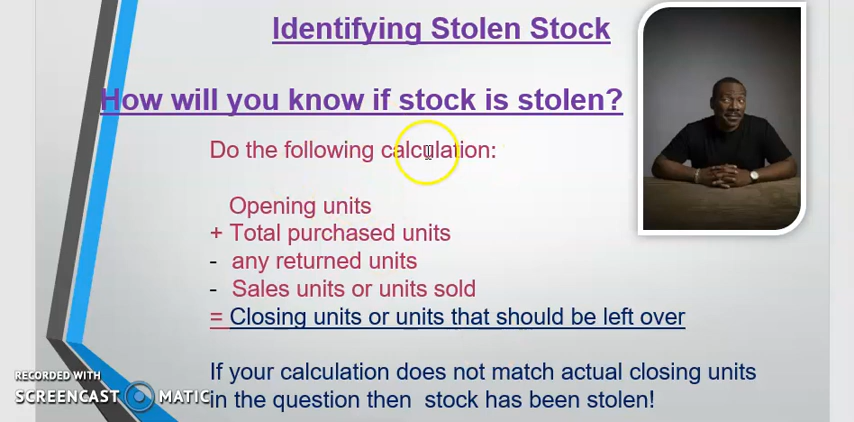 Identifying Stolen Stock
How will you know if stock is stolen?
Do the following calculation:
Opening units
+ Total purchased units
- any returned units
- Sales units or units sold
= Closing units or units that should be left over
If your calculation does not match actual closing units
in the question then stock has been stolen!
RECORDED WITH
SCREENCAST MATIC